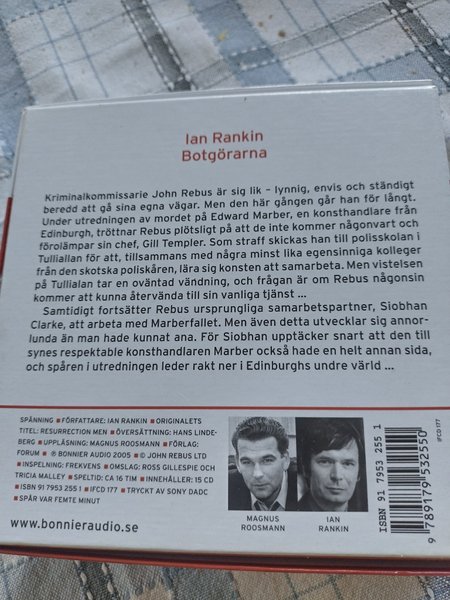 Ian Rankin
Botgörarna
Kriminalkommissarie John Rebus är sig lik – lynnig, envis och ständigt
beredd att gå sina egna vägar. Men den här gången går han för långt.
Under utredningen av mordet på Edward Marber, en konsthandlare från
Edinburgh, tröttnar Rebus plötsligt på att de inte kommer någonvart och
förolämpar sin chef, Gill Templer. Som straff skickas han till polisskolan i
Tulliallan för att, tillsammans med några minst lika egensinniga kolleger
från den skotska poliskåren, lära sig konsten att samarbeta. Men vistelsen
på Tulliallan tar en oväntad vändning, och frågan är om Rebus någonsin
kommer att kunna återvända till sin vanliga tjänst ...
Samtidigt fortsätter Rebus ursprungliga samarbetspartner, Siobhan
Clarke, att arbeta med Marberfallet. Men även detta utvecklar sig annor-
lunda än man hade kunnat ana. För Siobhan upptäcker snart att den till
synes respektable konsthandlaren Marber också hade en helt annan sida,
och spåren i utredningen leder rakt ner i Edinburghs undre värld ...
SPÄNNING ■ FÖRFATTARE: IAN RANKIN ■ ORIGINALETS
TITEL: RESURRECTION MEN ■ ÖVERSÄTTNING: HANS LINDE-
BERG ■ UPPLÄSNING: MAGNUS ROOSMANN ■ FÖRLAG:
FORUM ■ ℗ BONNIER AUDIO 2005 ■ © JOHN REBUS LTD
■ INSPELNING: FREKVENS ■ OMSLAG: ROSS GILLESPIE OCH
TRICIA MALLEY ■ SPELTID: CA 16 TIM ■ INNEHÅLLER: 15 CD
■ ISBN 91 7953 255 1 ■ IFCD 177 ■ TRYCKT AV SONY DADC
■ SPÅR VAR FEMTE MINUT
www.bonnieraudio.se
MAGNUS
ROOSMANN
IAN
RANKIN
ISBN 91 7953 255 1
9 789179 532550
IFCD 177